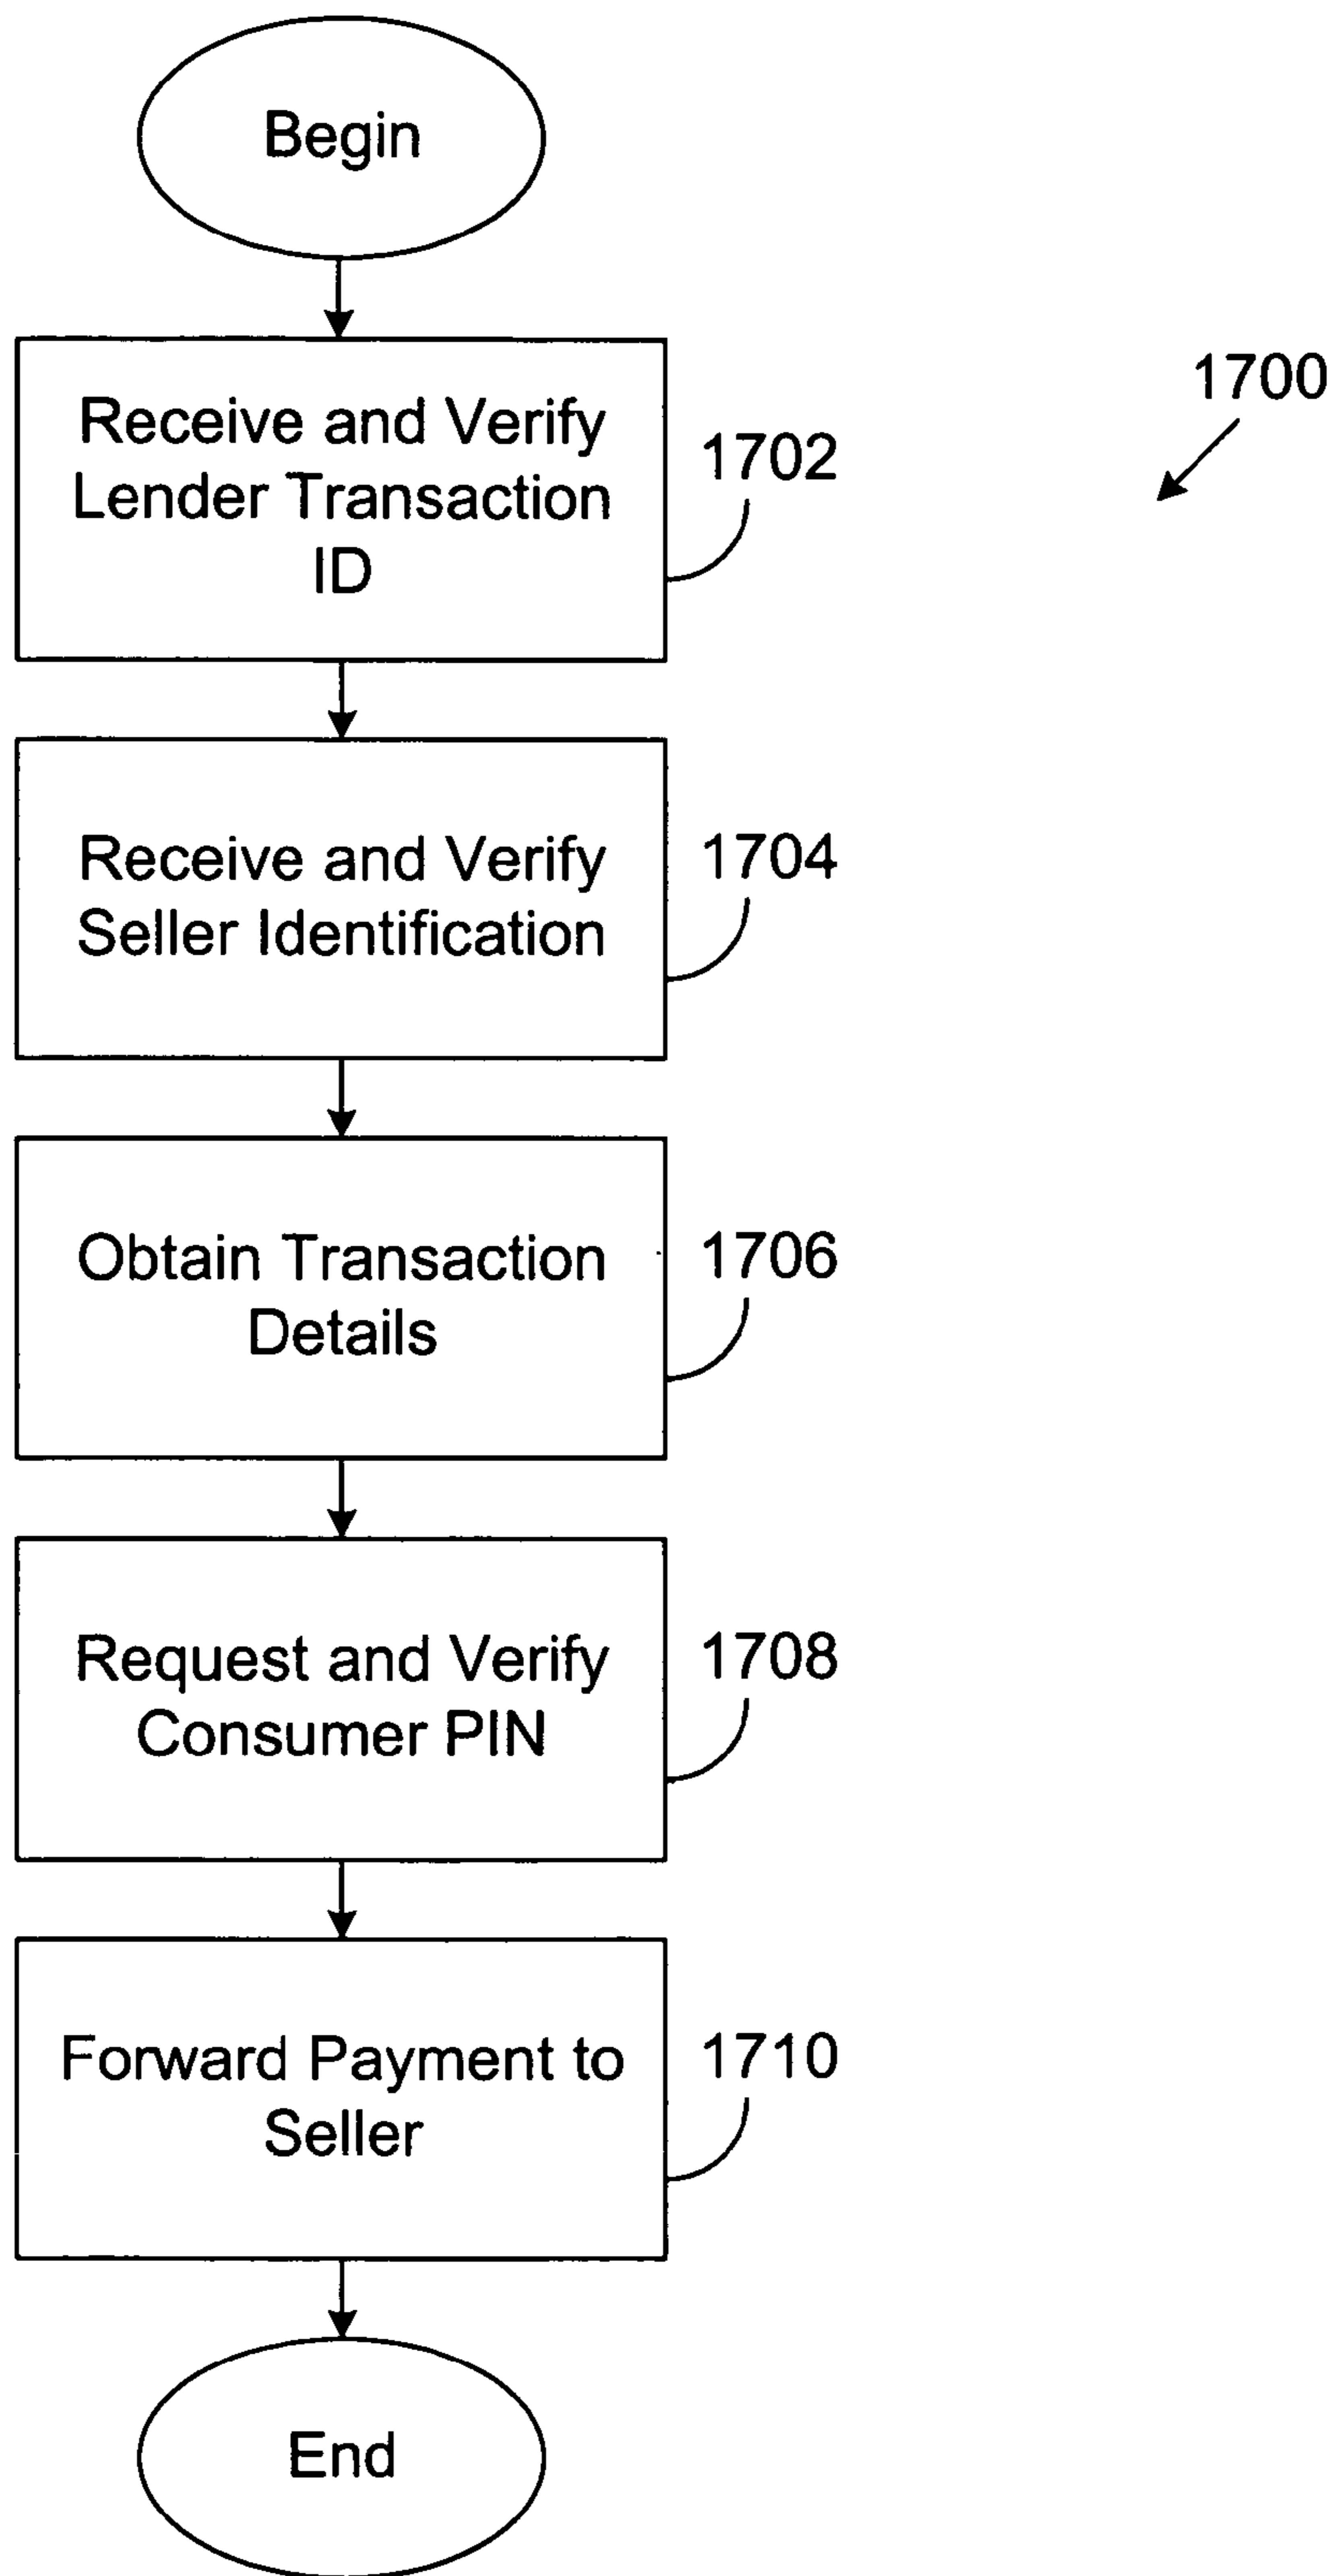 Begin
1700
Receive and Verify
Lender Transaction
ID
1702
Receive and Verify
Seller Identification
1704
Obtain Transaction
Details
1706
Request and Verify
Consumer PIN
1708
Forward Payment to
Seller
1710
End